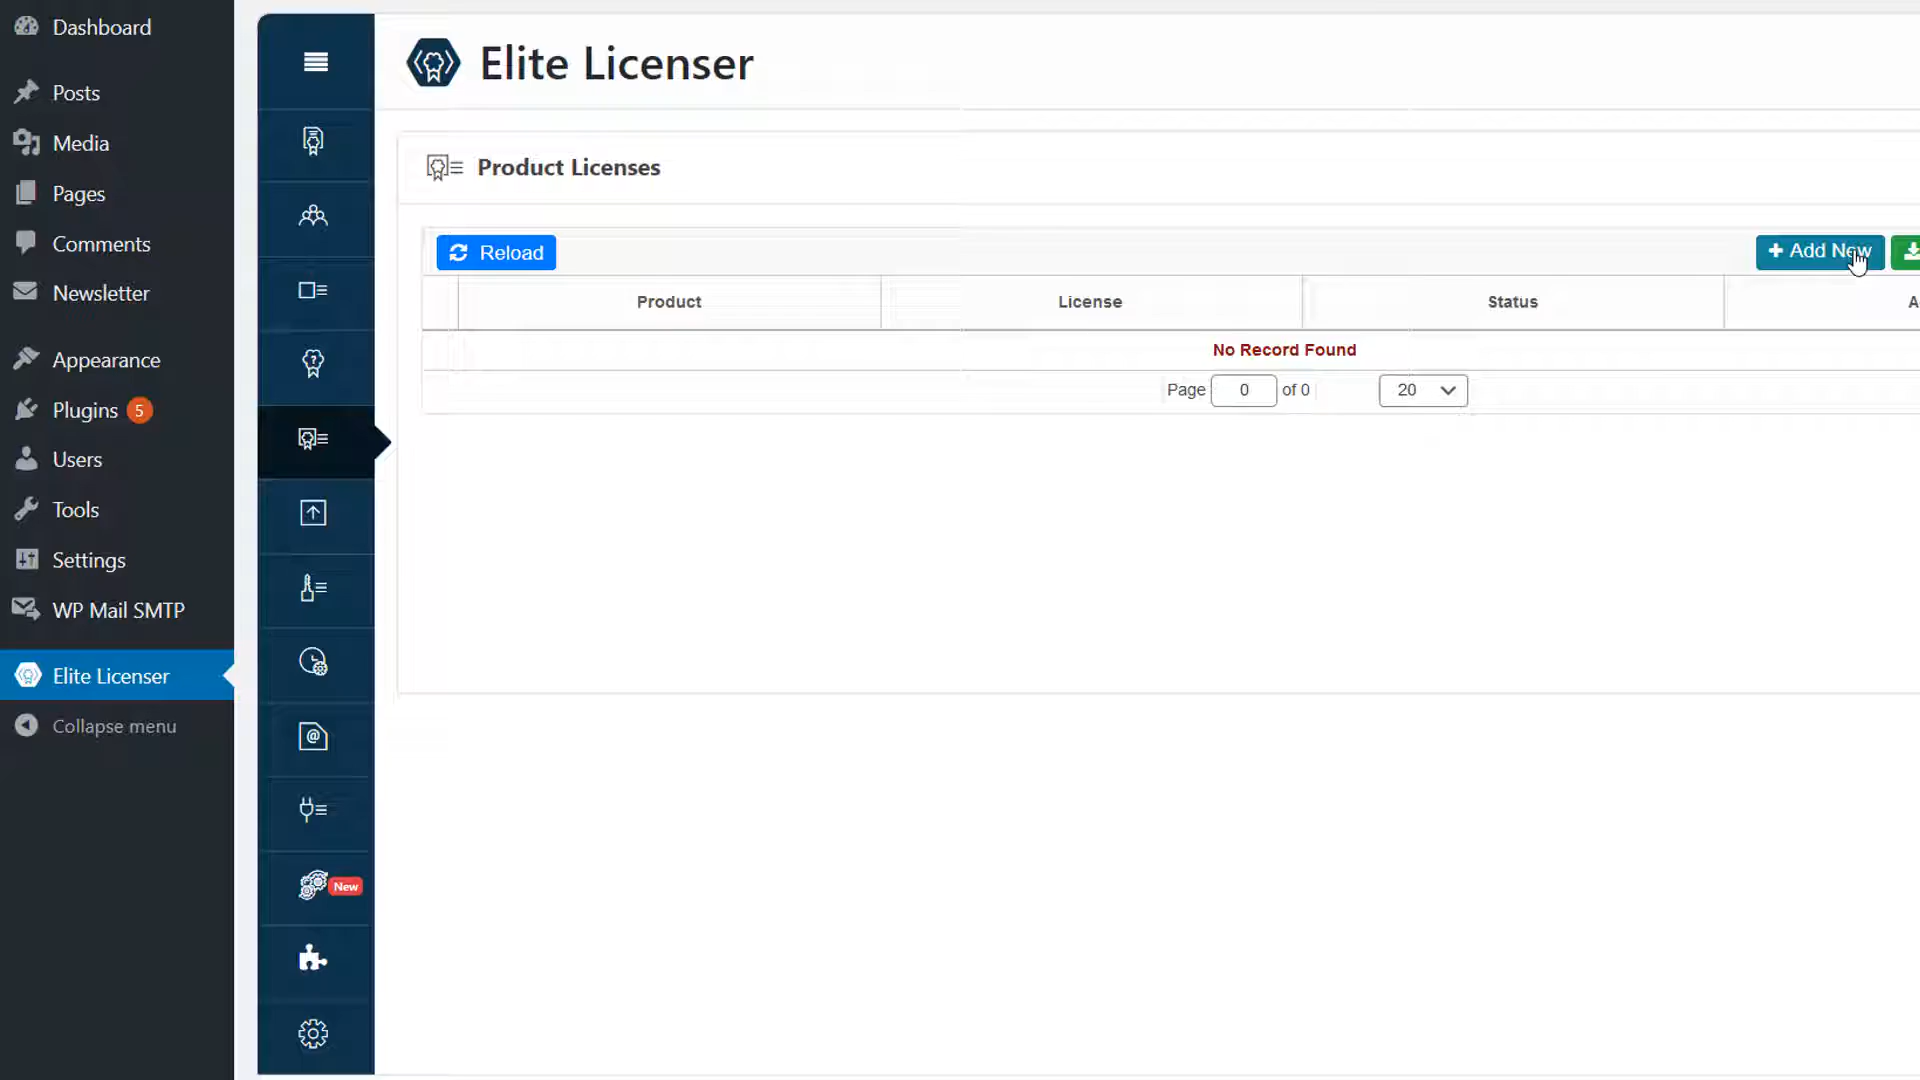 Dashboard
Posts
Media
Pages
Comments
Newsletter
Appearance
Plugins 5
Users
Tools
Settings
WP Mail SMTP
Elite Licenser
Collapse menu
New
Elite Licenser
Product Licenses
Reload
Add New
Product License Status A
No Record Found
Page 0 of 0 20